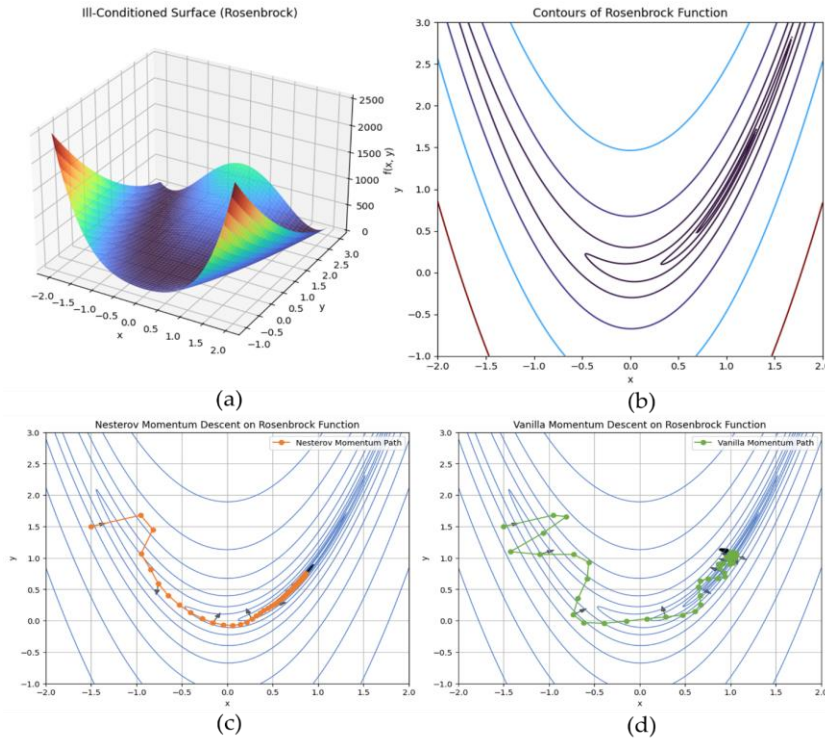 Ill-Conditioned Surface (Rosenbrock)
2500
2000
1500
1000
500
0
f(x, y)
3.0
2.5
2.0
1.5
1.0
0.5
0.0
−0.5
−1.0
y
−2.0
−1.5
−1.0
−0.5
0.0
0.5
1.0
1.5
2.0
x
(a)
Contours of Rosenbrock Function
3.0
2.5
2.0
1.5
1.0
0.5
0.0
−0.5
−1.0
y
−2.0 −1.5 −1.0 −0.5 0.0 0.5 1.0 1.5 2.0
x
(b)
Nesterov Momentum Descent on Rosenbrock Function
Nesterov Momentum Path
3.0
2.5
2.0
1.5
1.0
0.5
0.0
−0.5
−1.0
y
−2.0 −1.5 −1.0 −0.5 0.0 0.5 1.0 1.5 2.0
x
(c)
Vanilla Momentum Descent on Rosenbrock Function
Vanilla Momentum Path
3.0
2.5
2.0
1.5
1.0
0.5
0.0
−0.5
−1.0
y
−2.0 −1.5 −1.0 −0.5 0.0 0.5 1.0 1.5 2.0
x
(d)